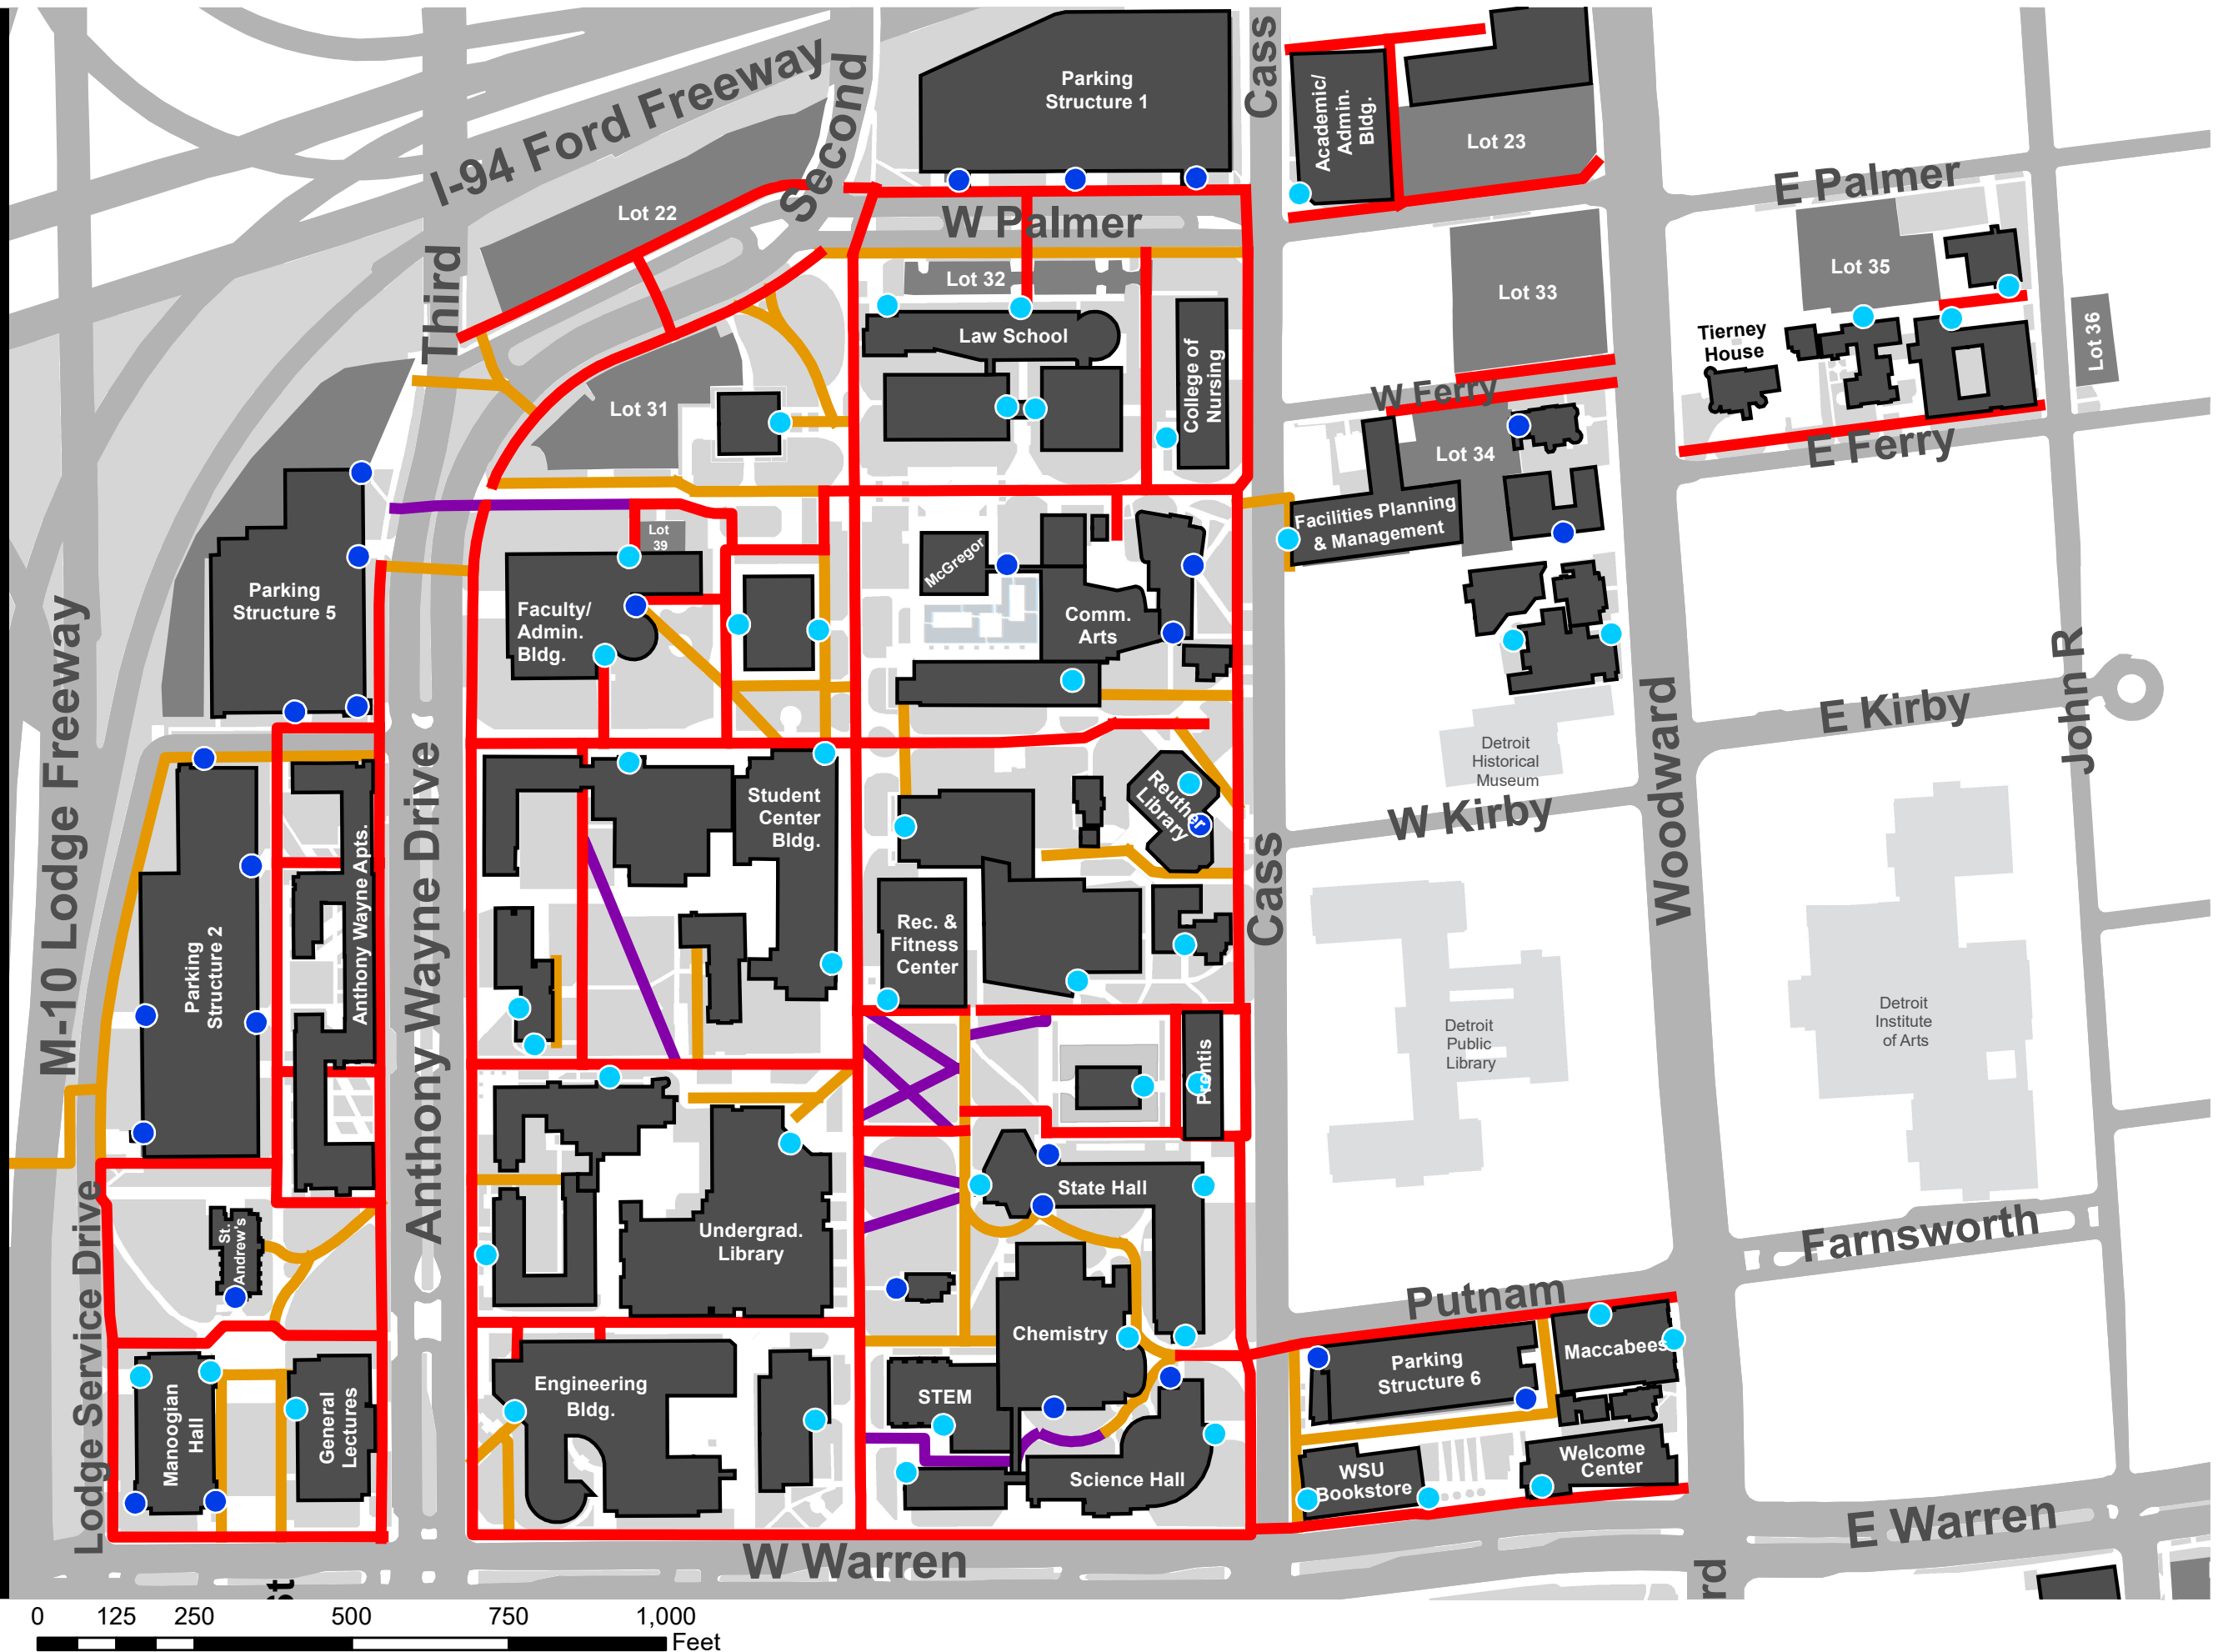 Parking
Structure 1
Cass
Academic/
Admin.
Bldg.
Lot 23
I-94 Ford Freeway
Second
Lot 22
W Palmer
E Palmer
Third
Lot 32
Lot 33
Lot 35
Lot 36
Law School
College of
Nursing
Tierney
House
Lot 31
W Ferry
E Ferry
Lot 34
Lot
39
Facilities Planning
& Management
McGregor
Parking
Structure 5
Faculty/
Admin.
Bldg.
Comm.
Arts
M-10 Lodge Freeway
Anthony Wayne Drive
John R
E Kirby
Woodward
Detroit
Historical
Museum
W Kirby
Student
Center
Bldg.
Reuther
Library
Anthony Wayne Apts.
Parking
Structure 2
Rec. &
Fitness
Center
Cass
Detroit
Public
Library
Detroit
Institute
of Arts
Prentis
State Hall
Lodge Service Drive
St.
Andrew's
Undergrad.
Library
Farnsworth
Putnam
Chemistry
Maccabees
Parking
Structure 6
Manoogian
Hall
General
Lectures
Engineering
Bldg.
STEM
Science Hall
WSU
Bookstore
Welcome
Center
W Warren
E Warren
st
rd
0 125 250 500 750 1,000
Feet